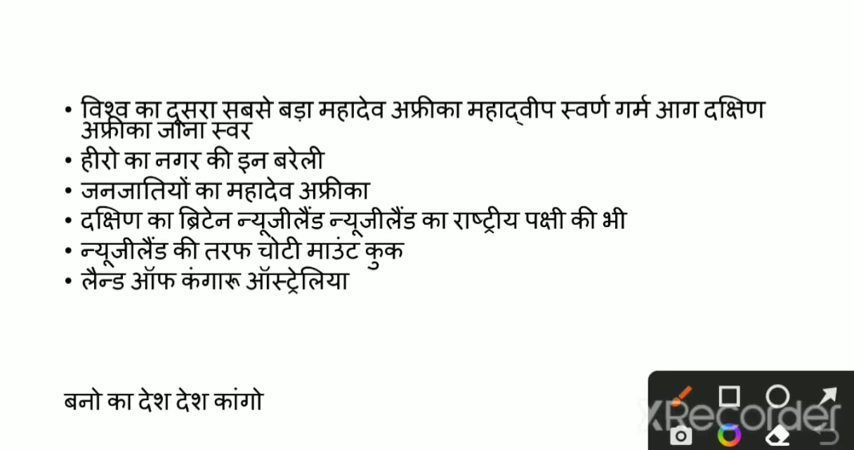 • विश्व का दूसरा सबसे बड़ा महादेव अफ्रीका महाद्वीप स्वर्ण गर्म आग दक्षिण
अफ्रीका जोना स्वर
• हीरो का नगर की इन बरेली
• जनजातियों का महादेव अफ्रीका
• दक्षिण का ब्रिटेन न्यूजीलैंड न्यूजीलैंड का राष्ट्रीय पक्षी की भी
• न्यूजीलैंड की तरफ चोटी माउंट कुक
• लैन्ड ऑफ कंगारू ऑस्ट्रेलिया
बनो का देश देश कांगो
XRecorder